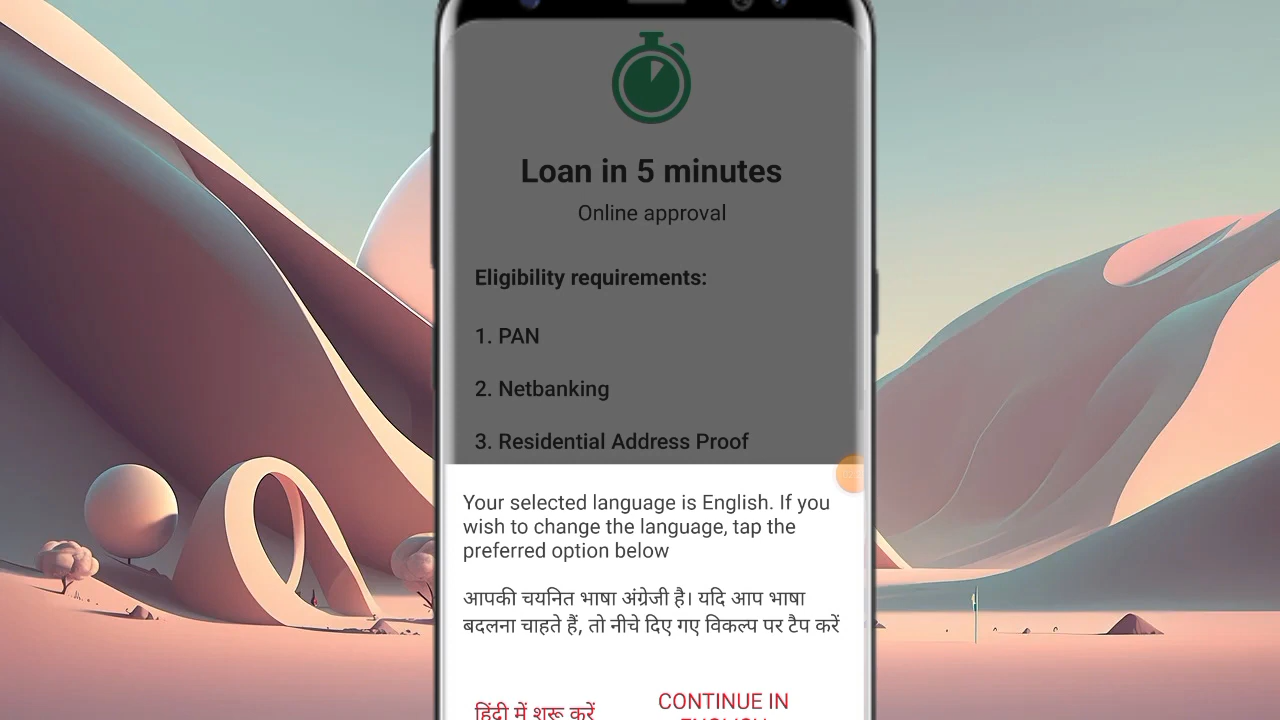 Loan in 5 minutes
Online approval
Eligibility requirements:
1. PAN
2. Netbanking
3. Residential Address Proof
Your selected language is English. If you
wish to change the language, tap the
preferred option below
आपकी चयनित भाषा अंग्रेजी है। यदि आप भाषा
बदलना चाहते हैं, तो नीचे दिए गए विकल्प पर टैप करें
हिंदी में शुरू करें
CONTINUE IN
ENGLISH